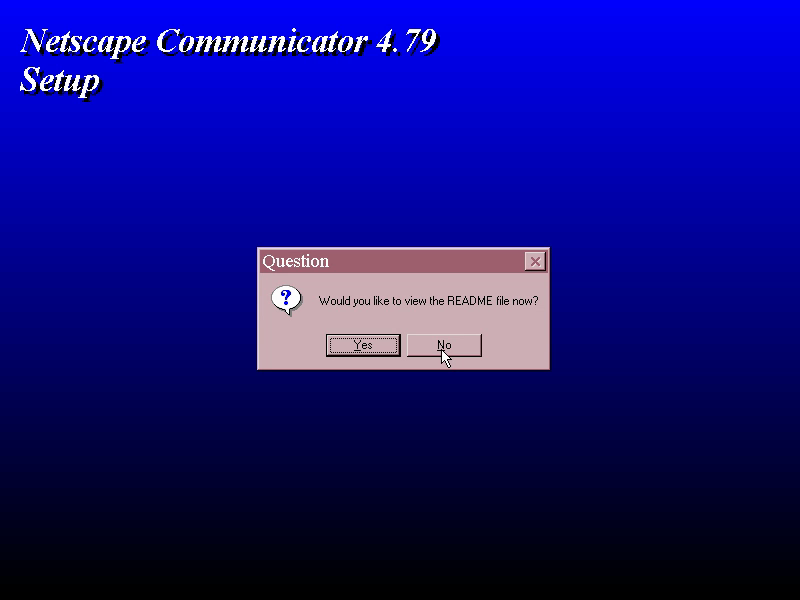 Netscape Communicator 4.79
Setup
Question
?
Would you like to view the README file now?
Yes
No